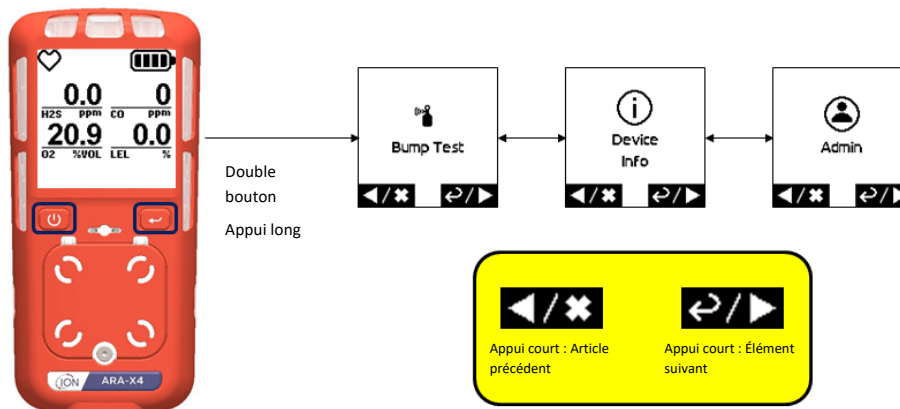 0.0 0
H2S ppm CO ppm
20.9 0.0
O2 %VOL LEL %
ION ARA-X4
Double
bouton
Appui long
Bump Test
Device
Info
Admin
Appui court : Article
précédent
Appui court : Élément
suivant